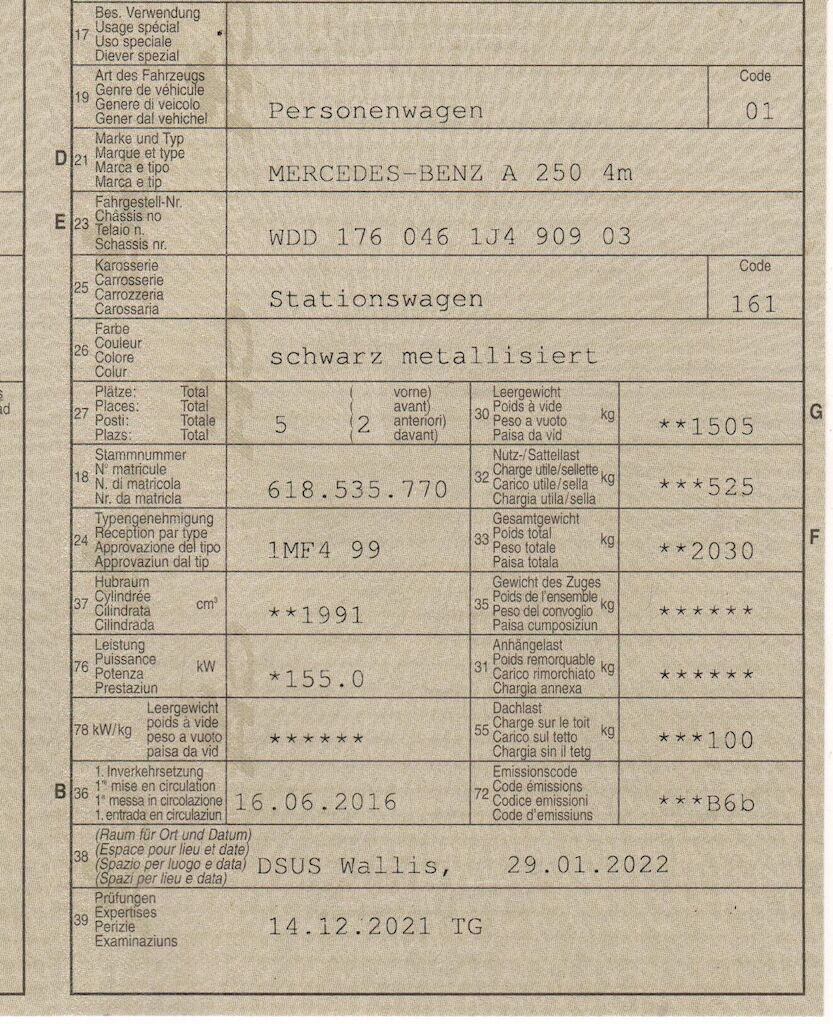 17 Bes. Verwendung
Usage spécial
Uso speciale
Diever spezial
19 Art des Fahrzeugs
Genre de véhicule
Genere di veicolo
Gener dal vehichel
Personenwagen
Code
01
D 21 Marke und Typ
Marque et type
Marca e tipo
Marca e tip
MERCEDES-BENZ A 250 4m
E 23 Fahrgestell-Nr.
Châssis no
Telaio n.
Schassis nr.
WDD 176 046 1J4 909 03
25 Karosserie
Carrosserie
Carrozzeria
Carossaria
Stationswagen
Code
161
26 Farbe
Couleur
Colore
Colur
schwarz metallisiert
27 Plätze: Total
Places: Total
Posti: Totale
Plazs: Total
5 (2
( vorne)
( avant)
( anteriori)
( davant)
30 Leergewicht
Poids à vide
Peso a vuoto
Paisa da vid
kg
**1505
G
18 Stammnummer
N° matricule
N. di matricola
Nr. da matricla
618.535.770
32 Nutz-/Sattellast
Charge utile/sellette
Carico utile/sella
Chargia utila/sella
kg
***525
24 Typengenehmigung
Réception par type
Approvazione del tipo
Approvaziun dal tip
1MF4 99
33 Gesamtgewicht
Poids total
Peso totale
Paisa totala
kg
**2030
F
37 Hubraum
Cylindrée
Cilindrata
Cilindrada
cm³
**1991
35 Gewicht des Zuges
Poids de l'ensemble
Peso del convoglio
Paisa cumposiziun
kg
******
76 Leistung
Puissance
Potenza
Prestaziun
kW
*155.0
31 Anhängelast
Poids remorquable
Carico rimorchiato
Chargia annexa
kg
******
78 kW/kg
Leergewicht
poids à vide
peso a vuoto
paisa da vid
******
55 Dachlast
Charge sur le toit
Carico sul tetto
Chargia sin il tetg
kg
***100
B 36 1. Inverkehrsetzung
1re mise en circulation
1a messa in circolazione
1. entrada en circulaziun
16.06.2016
72 Emissionscode
Code émissions
Codice emissioni
Code d'emissiuns
***B6b
38 (Raum für Ort und Datum)
(Espace pour lieu et date)
(Spazio per luogo e data)
(Spazi per lieu e data)
DSUS Wallis, 29.01.2022
39 Prüfungen
Expertises
Perizie
Examinaziuns
14.12.2021 TG